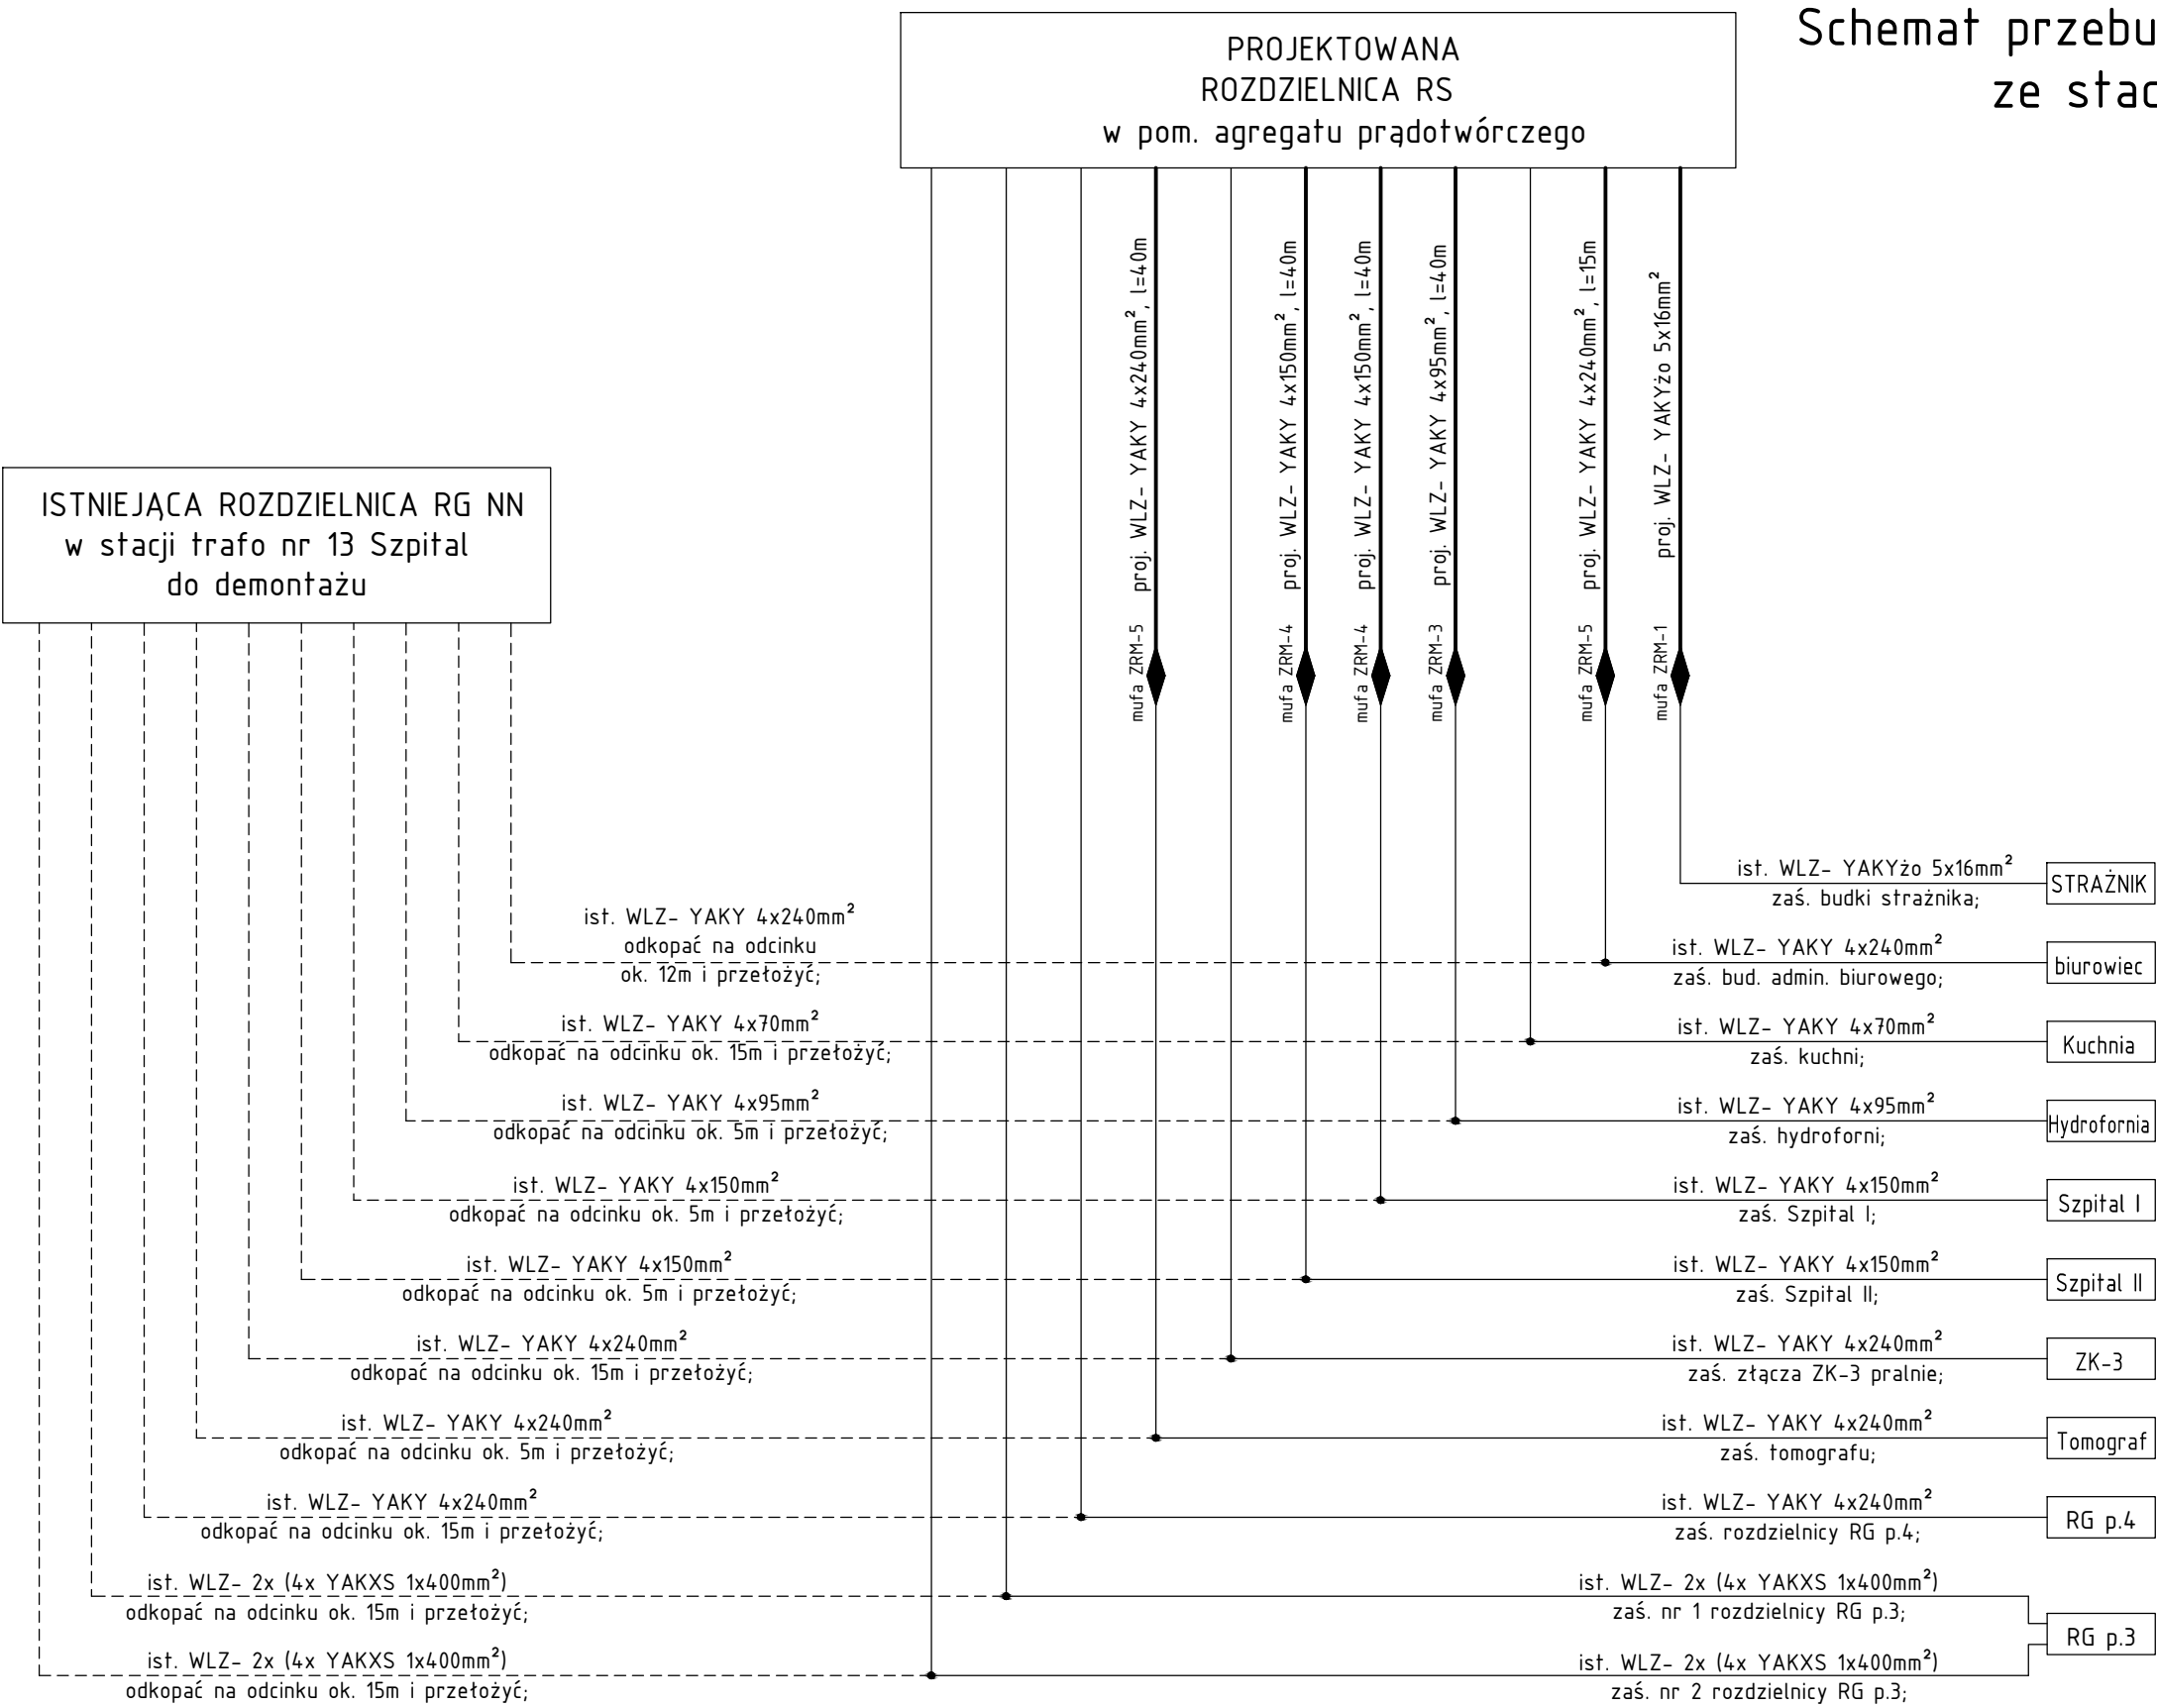 Schemat przebu
ze stac
PROJEKTOWANA
ROZDZIELNICA RS
w pom. agregatu prądotwórczego
ISTNIEJĄCA ROZDZIELNICA RG NN
w stacji trafo nr 13 Szpital
do demontażu
proj. WLZ- YAKY 4x240mm², l=40m
proj. WLZ- YAKY 4x150mm², l=40m
proj. WLZ- YAKY 4x150mm², l=40m
proj. WLZ- YAKY 4x95mm², l=40m
proj. WLZ- YAKY 4x240mm², l=15m
proj. WLZ- YAKYżo 5x16mm²
mufa ZRM-5
mufa ZRM-4
mufa ZRM-4
mufa ZRM-3
mufa ZRM-5
mufa ZRM-1
ist. WLZ- YAKYżo 5x16mm²
zaś. budki strażnika;
STRAŻNIK
ist. WLZ- YAKY 4x240mm²
odkopać na odcinku
ok. 12m i przełożyć;
ist. WLZ- YAKY 4x240mm²
zaś. bud. admin. biurowego;
biurowiec
ist. WLZ- YAKY 4x70mm²
odkopać na odcinku ok. 15m i przełożyć;
ist. WLZ- YAKY 4x70mm²
zaś. kuchni;
Kuchnia
ist. WLZ- YAKY 4x95mm²
odkopać na odcinku ok. 5m i przełożyć;
ist. WLZ- YAKY 4x95mm²
zaś. hydroforni;
Hydrofornia
ist. WLZ- YAKY 4x150mm²
odkopać na odcinku ok. 5m i przełożyć;
ist. WLZ- YAKY 4x150mm²
zaś. Szpital I;
Szpital I
ist. WLZ- YAKY 4x150mm²
odkopać na odcinku ok. 5m i przełożyć;
ist. WLZ- YAKY 4x150mm²
zaś. Szpital II;
Szpital II
ist. WLZ- YAKY 4x240mm²
odkopać na odcinku ok. 15m i przełożyć;
ist. WLZ- YAKY 4x240mm²
zaś. złącza ZK-3 pralnie;
ZK-3
ist. WLZ- YAKY 4x240mm²
odkopać na odcinku ok. 5m i przełożyć;
ist. WLZ- YAKY 4x240mm²
zaś. tomografu;
Tomograf
ist. WLZ- YAKY 4x240mm²
odkopać na odcinku ok. 15m i przełożyć;
ist. WLZ- YAKY 4x240mm²
zaś. rozdzielnicy RG p.4;
RG p.4
ist. WLZ- 2x (4x YAKXS 1x400mm²)
odkopać na odcinku ok. 15m i przełożyć;
ist. WLZ- 2x (4x YAKXS 1x400mm²)
zaś. nr 1 rozdzielnicy RG p.3;
RG p.3
ist. WLZ- 2x (4x YAKXS 1x400mm²)
odkopać na odcinku ok. 15m i przełożyć;
ist. WLZ- 2x (4x YAKXS 1x400mm²)
zaś. nr 2 rozdzielnicy RG p.3;